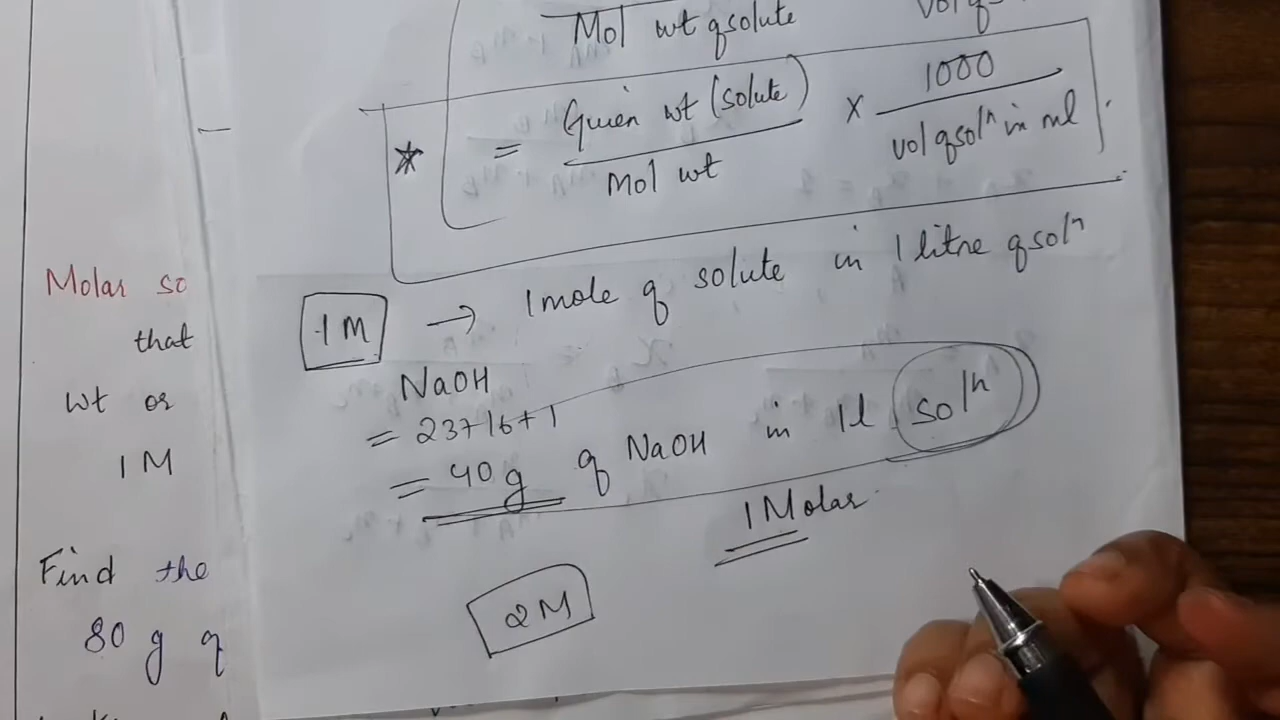 Mol wt of solute
= Given wt (solute) / Mol wt × 1000 / vol of solⁿ in ml
1M → 1 mole of solute in 1 litre of solⁿ
NaOH
= 23+16+1
= 40g of NaOH in 1l solⁿ
1 Molar
2M
Molar so
that
wt or
1M
Find the
80 g of